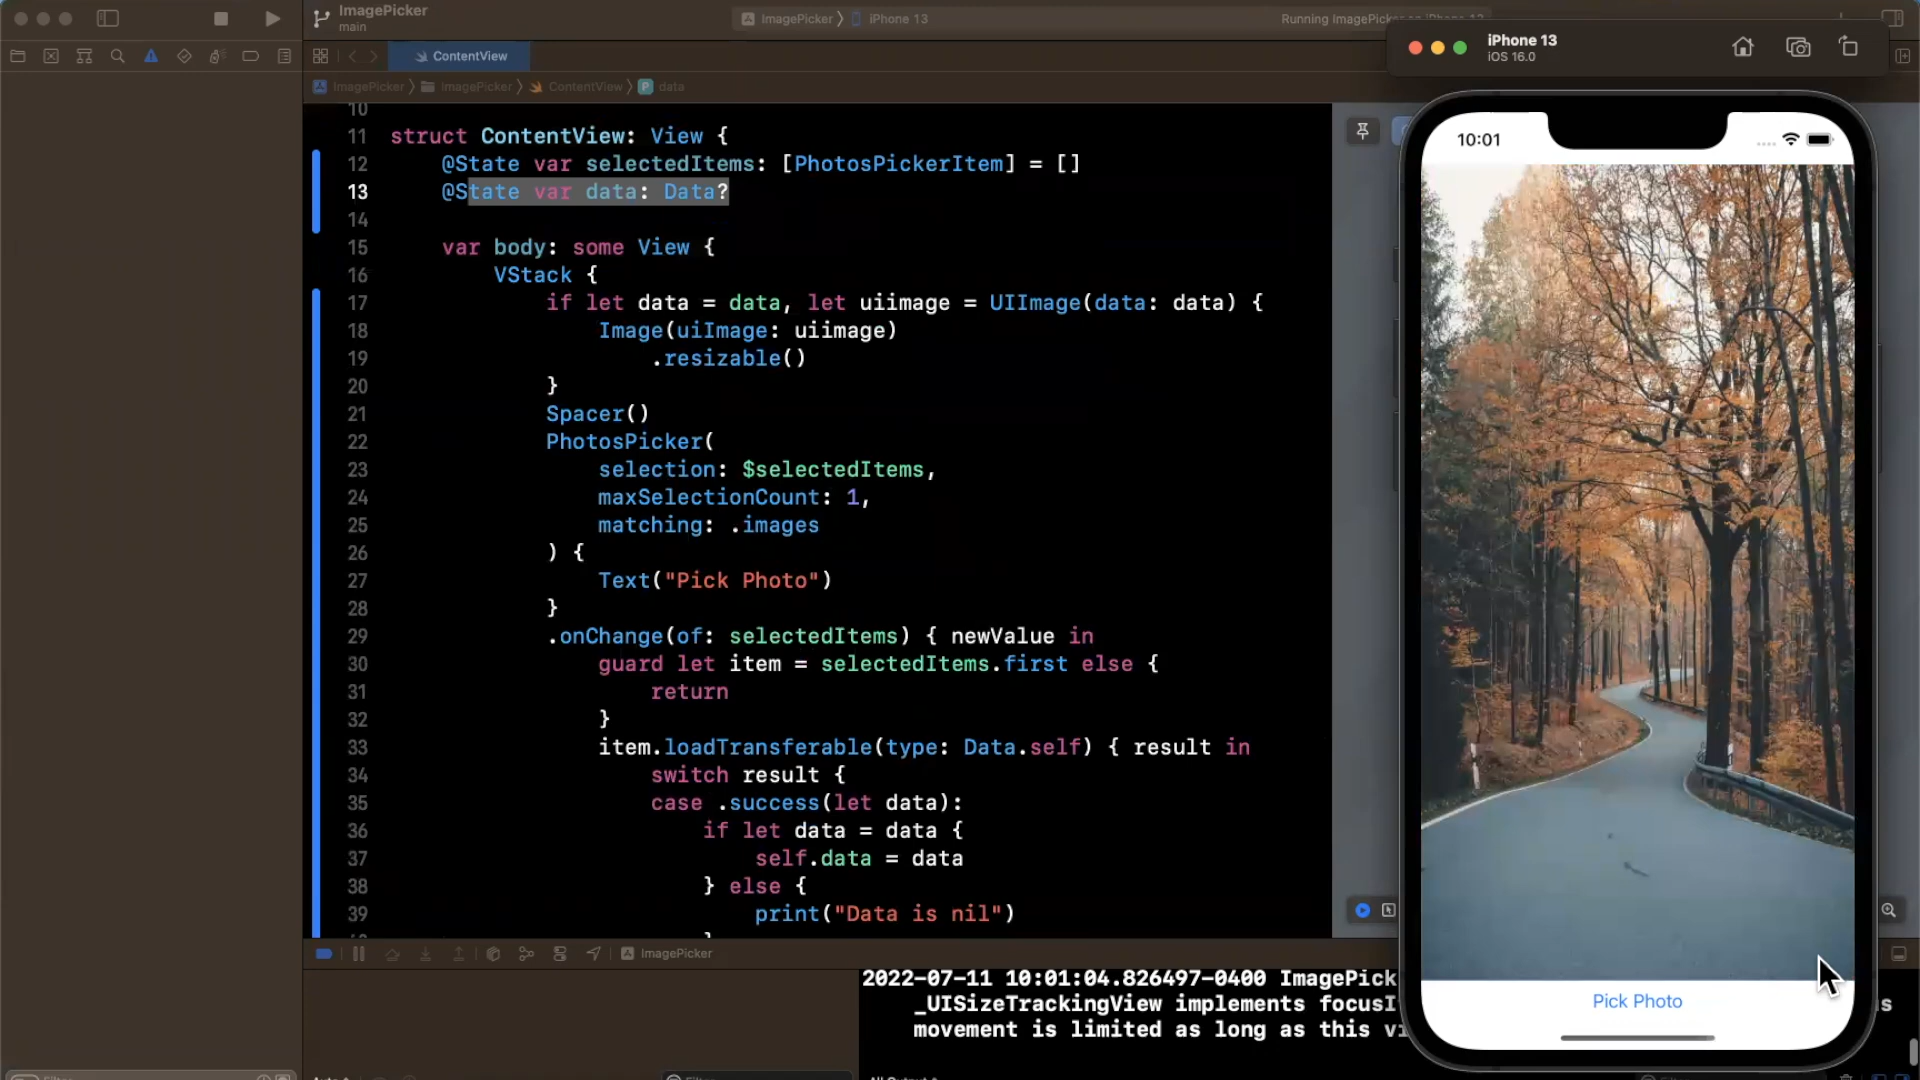 ImagePicker
main
ImagePicker 〉 iPhone 13
Running ImagePicker on iPhone 13
ContentView
ImagePicker 〉 ImagePicker 〉 ContentView 〉 P data
10
11 struct ContentView: View {
12 @State var selectedItems: [PhotosPickerItem] = []
13 @State var data: Data?
14
15 var body: some View {
16 VStack {
17 if let data = data, let uiimage = UIImage(data: data) {
18 Image(uiImage: uiimage)
19 .resizable()
20 }
21 Spacer()
22 PhotosPicker(
23 selection: $selectedItems,
24 maxSelectionCount: 1,
25 matching: .images
26 ) {
27 Text("Pick Photo")
28 }
29 .onChange(of: selectedItems) { newValue in
30 guard let item = selectedItems.first else {
31 return
32 }
33 item.loadTransferable(type: Data.self) { result in
34 switch result {
35 case .success(let data):
36 if let data = data {
37 self.data = data
38 } else {
39 print("Data is nil")
ImagePicker
2022-07-11 10:01:04.826497-0400 ImagePick
_UISizeTrackingView implements focusI
movement is limited as long as this vi
iPhone 13
iOS 16.0
10:01
Pick Photo